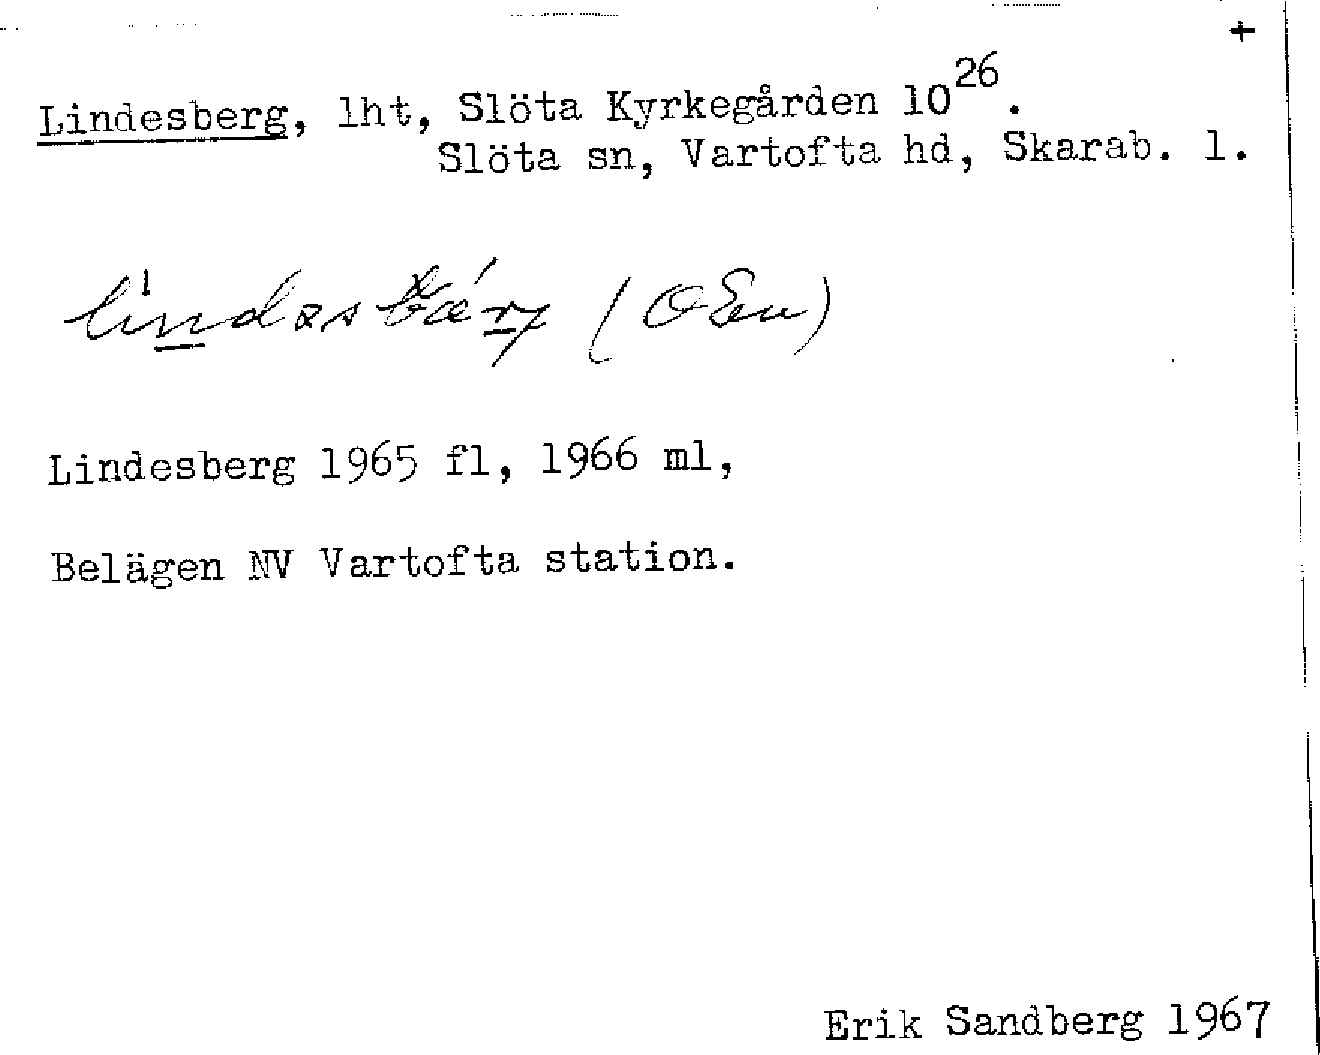 +
Lindesberg, lht, Slöta Kyrkegården 10²⁶.
Slöta sn, Vartofta hd, Skarab. l.
(OEn)
Lindesberg 1965 fl, 1966 ml,
Belägen NV Vartofta station.
Erik Sandberg 1967